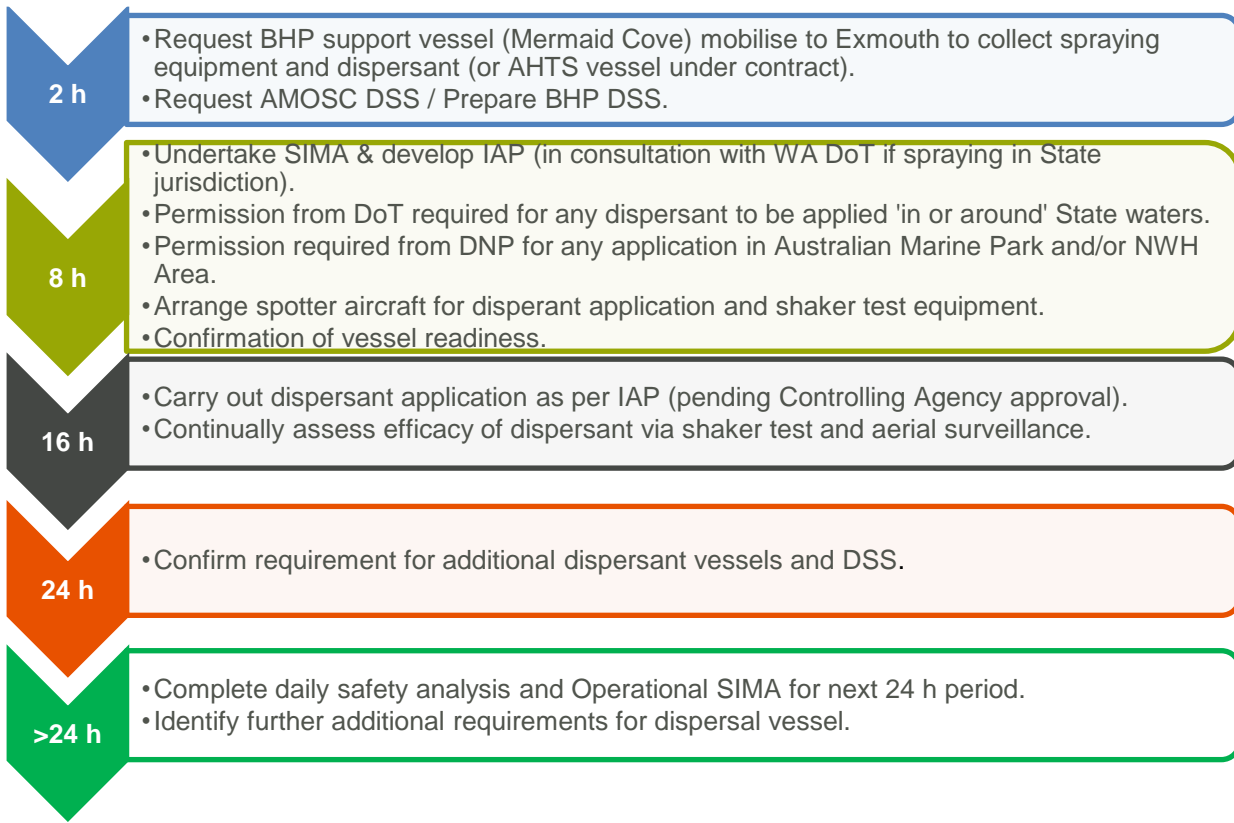 2 h
•Request BHP support vessel (Mermaid Cove) mobilise to Exmouth to collect spraying
equipment and dispersant (or AHTS vessel under contract).
•Request AMOSC DSS / Prepare BHP DSS.
8 h
•Undertake SIMA & develop IAP (in consultation with WA DoT if spraying in State
jurisdiction).
•Permission from DoT required for any dispersant to be applied 'in or around' State waters.
•Permission required from DNP for any application in Australian Marine Park and/or NWH
Area.
•Arrange spotter aircraft for disperant application and shaker test equipment.
•Confirmation of vessel readiness.
16 h
•Carry out dispersant application as per IAP (pending Controlling Agency approval).
•Continually assess efficacy of dispersant via shaker test and aerial surveillance.
24 h
•Confirm requirement for additional dispersant vessels and DSS.
>24 h
•Complete daily safety analysis and Operational SIMA for next 24 h period.
•Identify further additional requirements for dispersal vessel.